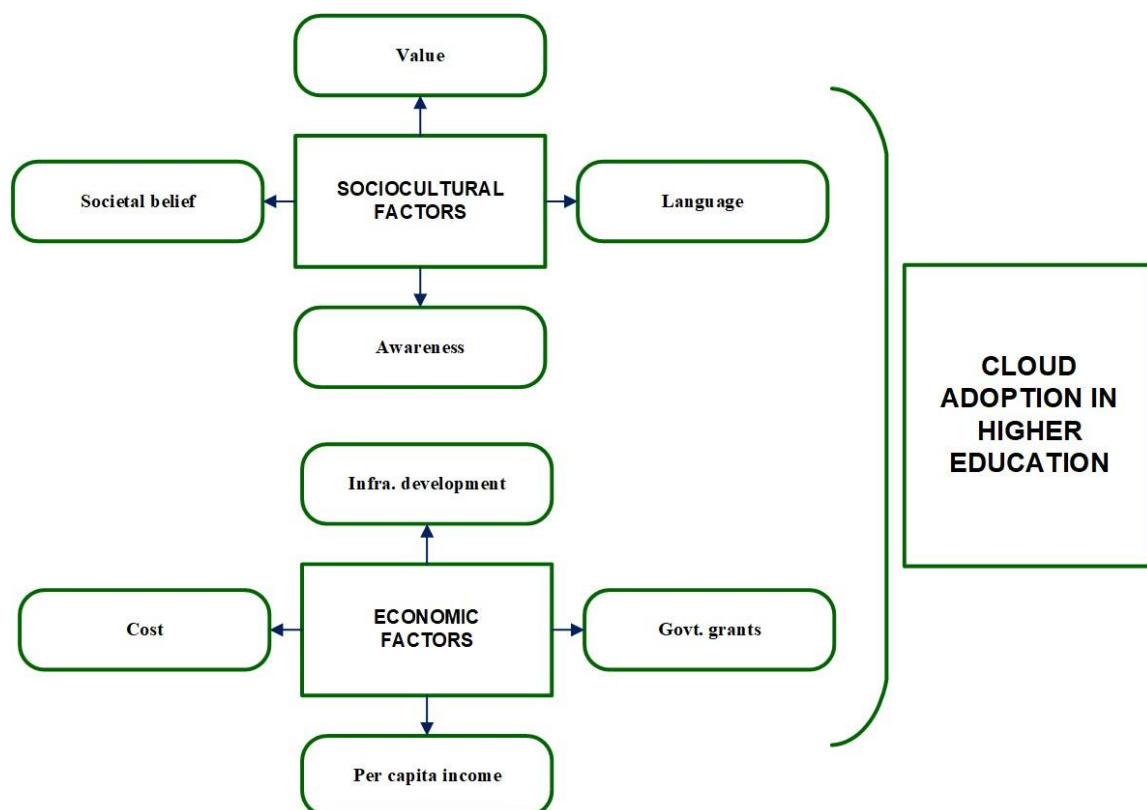 Value
Societal belief
SOCIOCULTURAL
FACTORS
Language
Awareness
CLOUD
ADOPTION IN
HIGHER
EDUCATION
Infra. development
Cost
ECONOMIC
FACTORS
Govt. grants
Per capita income